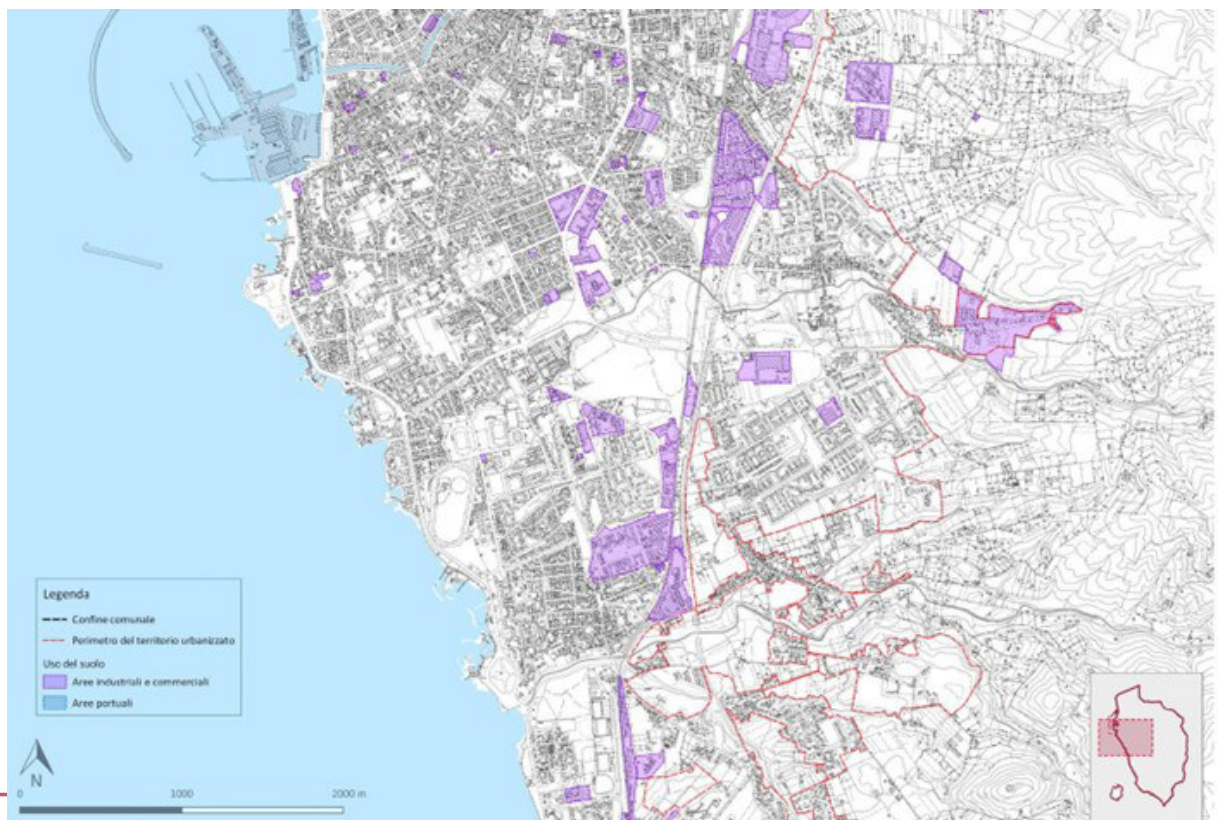 Legenda
Confine comunale
Perimetro del territorio urbanizzato
Uso del suolo
Aree industriali e commerciali
Aree portuali
N
0 1000 2000 m